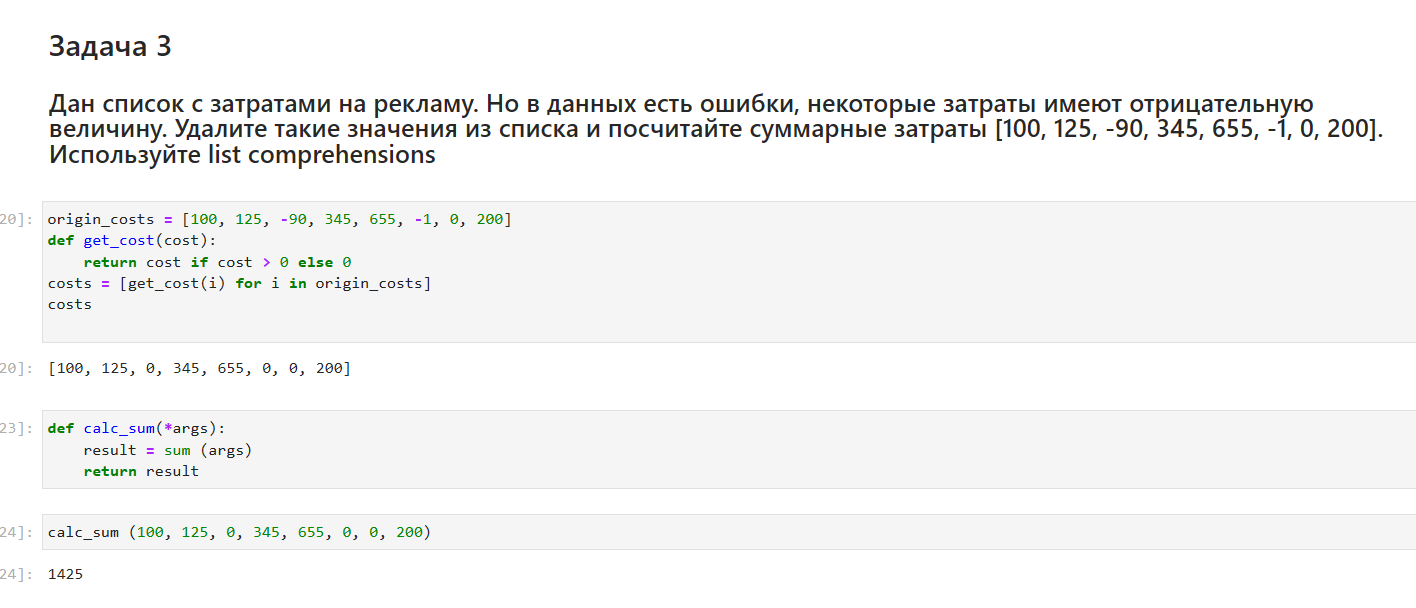 Задача 3
Дан список с затратами на рекламу. Но в данных есть ошибки, некоторые затраты имеют отрицательную
величину. Удалите такие значения из списка и посчитайте суммарные затраты [100, 125, -90, 345, 655, -1, 0, 200].
Используйте list comprehensions
20]: origin_costs = [100, 125, -90, 345, 655, -1, 0, 200]
def get_cost(cost):
    return cost if cost > 0 else 0
costs = [get_cost(i) for i in origin_costs]
costs
20]: [100, 125, 0, 345, 655, 0, 0, 200]
23]: def calc_sum(*args):
    result = sum (args)
    return result
24]: calc_sum (100, 125, 0, 345, 655, 0, 0, 200)
24]: 1425